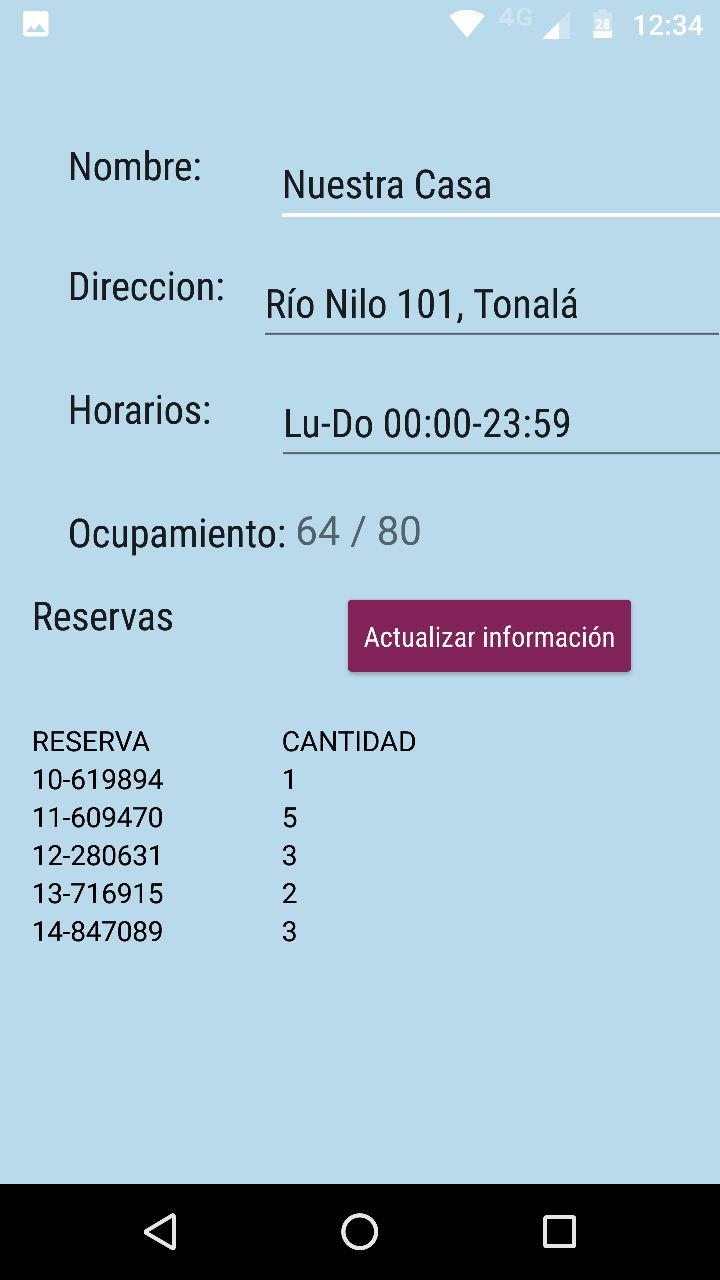 4G 28 12:34
Nombre: Nuestra Casa
Direccion: Río Nilo 101, Tonalá
Horarios: Lu-Do 00:00-23:59
Ocupamiento: 64 / 80
Reservas Actualizar información
RESERVA CANTIDAD
10-619894 1
11-609470 5
12-280631 3
13-716915 2
14-847089 3